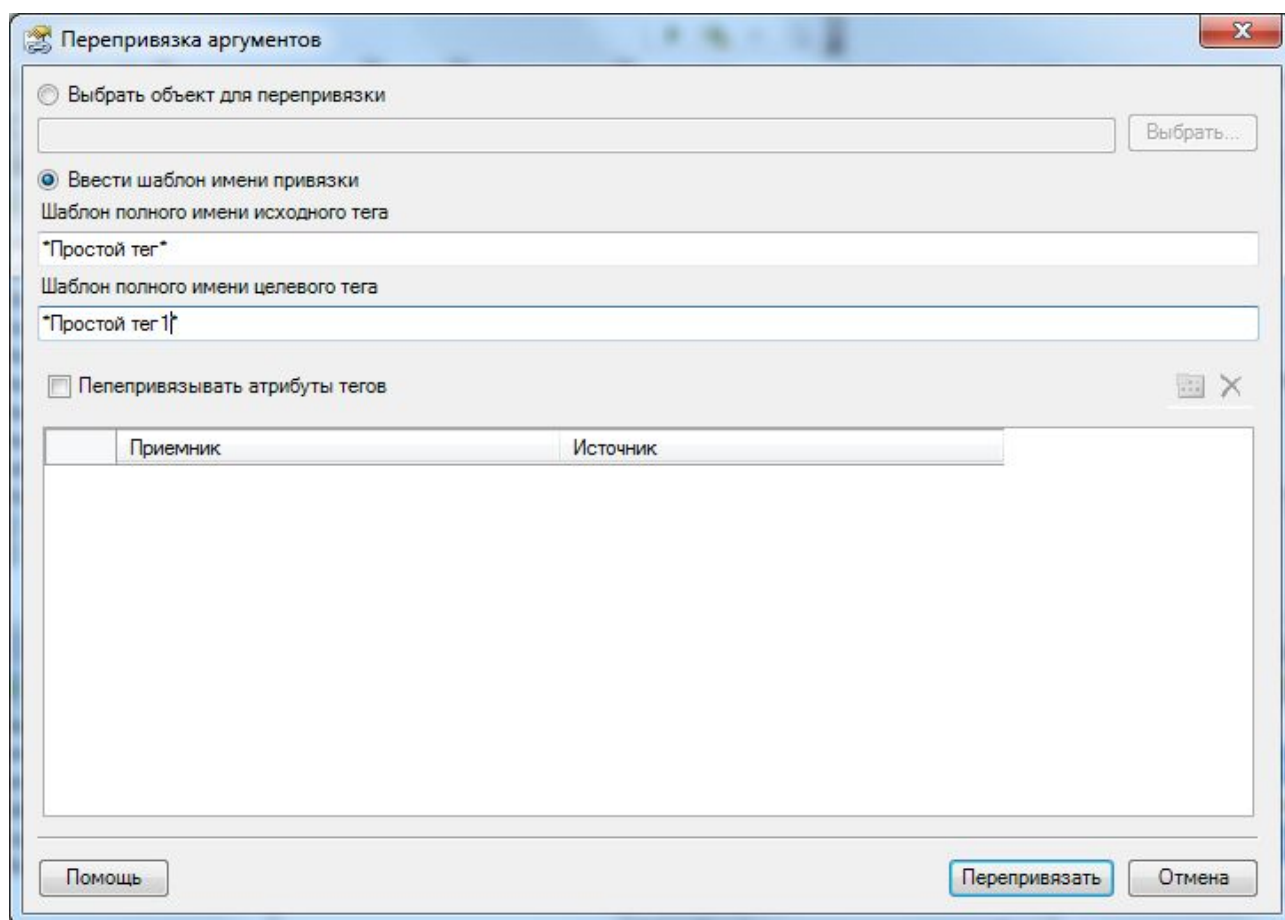 Перепривязка аргументов
Выбрать объект для перепривязки
Выбрать...
Ввести шаблон имени привязки
Шаблон полного имени исходного тега
*Простой тег*
Шаблон полного имени целевого тега
*Простой тег1*
Пепепривязывать атрибуты тегов
Приемник Источник
Помощь Перепривязать Отмена